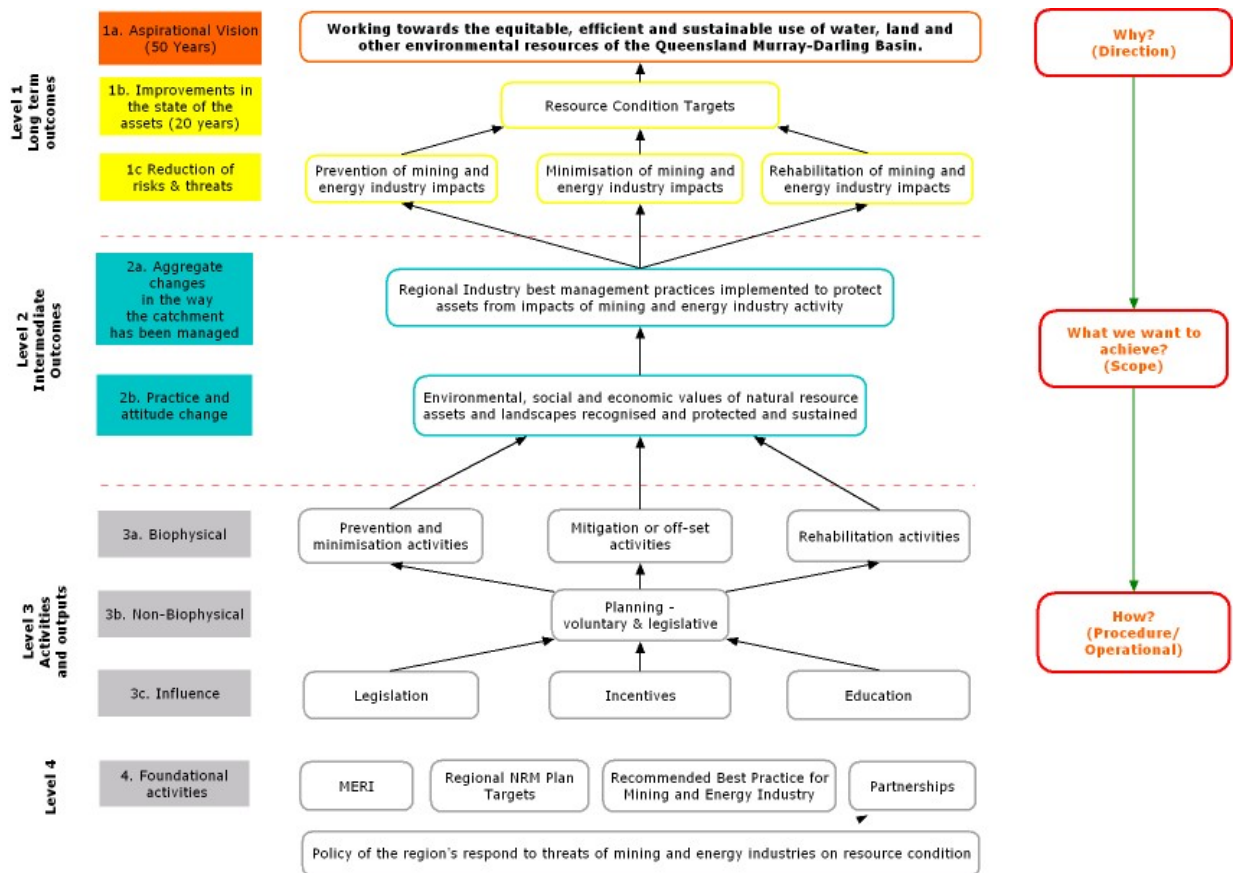 1a. Aspirational Vision
(50 Years)
Working towards the equitable, efficient and sustainable use of water, land and
other environmental resources of the Queensland Murray-Darling Basin.
Why?
(Direction)
Level 1
Long term
outcomes
1b. Improvements in
the state of the
assets (20 years)
Resource Condition Targets
1c Reduction of
risks & threats
Prevention of mining and
energy industry impacts
Minimisation of mining and
energy industry impacts
Rehabilitation of mining and
energy industry impacts
Level 2
Intermediate
Outcomes
2a. Aggregate
changes
in the way
the catchment
has been managed
Regional Industry best management practices implemented to protect
assets from impacts of mining and energy industry activity
What we want to
achieve?
(Scope)
2b. Practice and
attitude change
Environmental, social and economic values of natural resource
assets and landscapes recognised and protected and sustained
Level 3
Activities
and outputs
3a. Biophysical
Prevention and
minimisation activities
Mitigation or off-set
activities
Rehabilitation activities
3b. Non-Biophysical
Planning -
voluntary & legislative
How?
(Procedure/
Operational)
3c. Influence
Legislation
Incentives
Education
Level 4
4. Foundational
activities
MERI
Regional NRM Plan
Targets
Recommended Best Practice for
Mining and Energy Industry
Partnerships
Policy of the region's respond to threats of mining and energy industries on resource condition